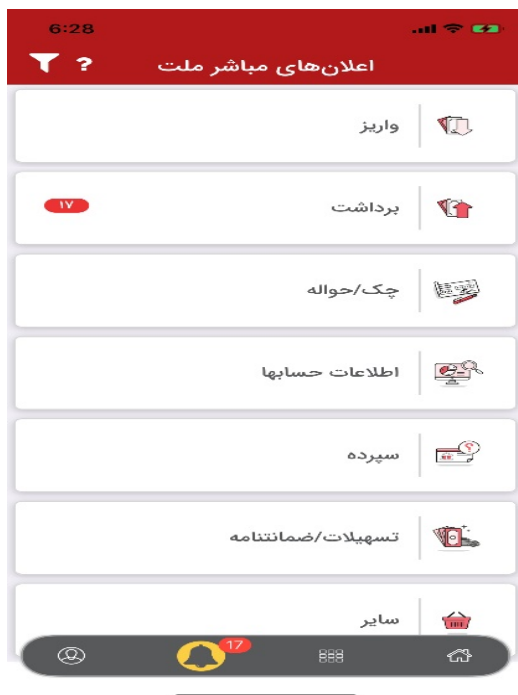 6:28
اعلان‌های مباشر ملت ?
واریز
برداشت ۱۷
چک/حواله
اطلاعات حسابها
سپرده
تسهیلات/ضمانتنامه
سایر
17